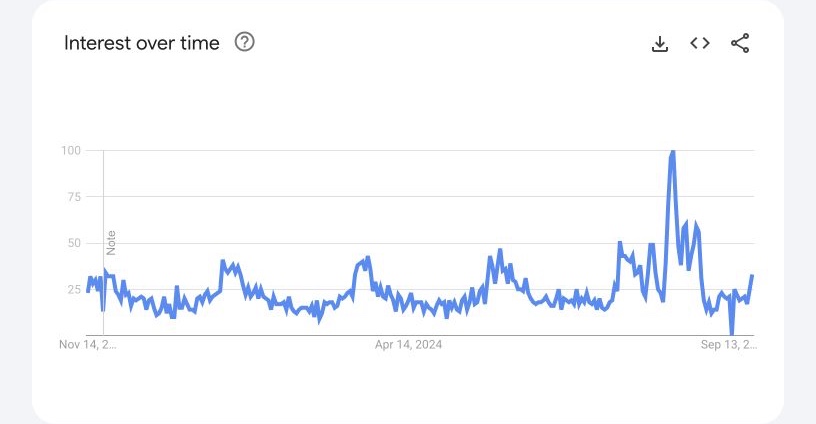 Interest over time
100
75
50
25
Note
Nov 14, 2...
Apr 14, 2024
Sep 13, 2...